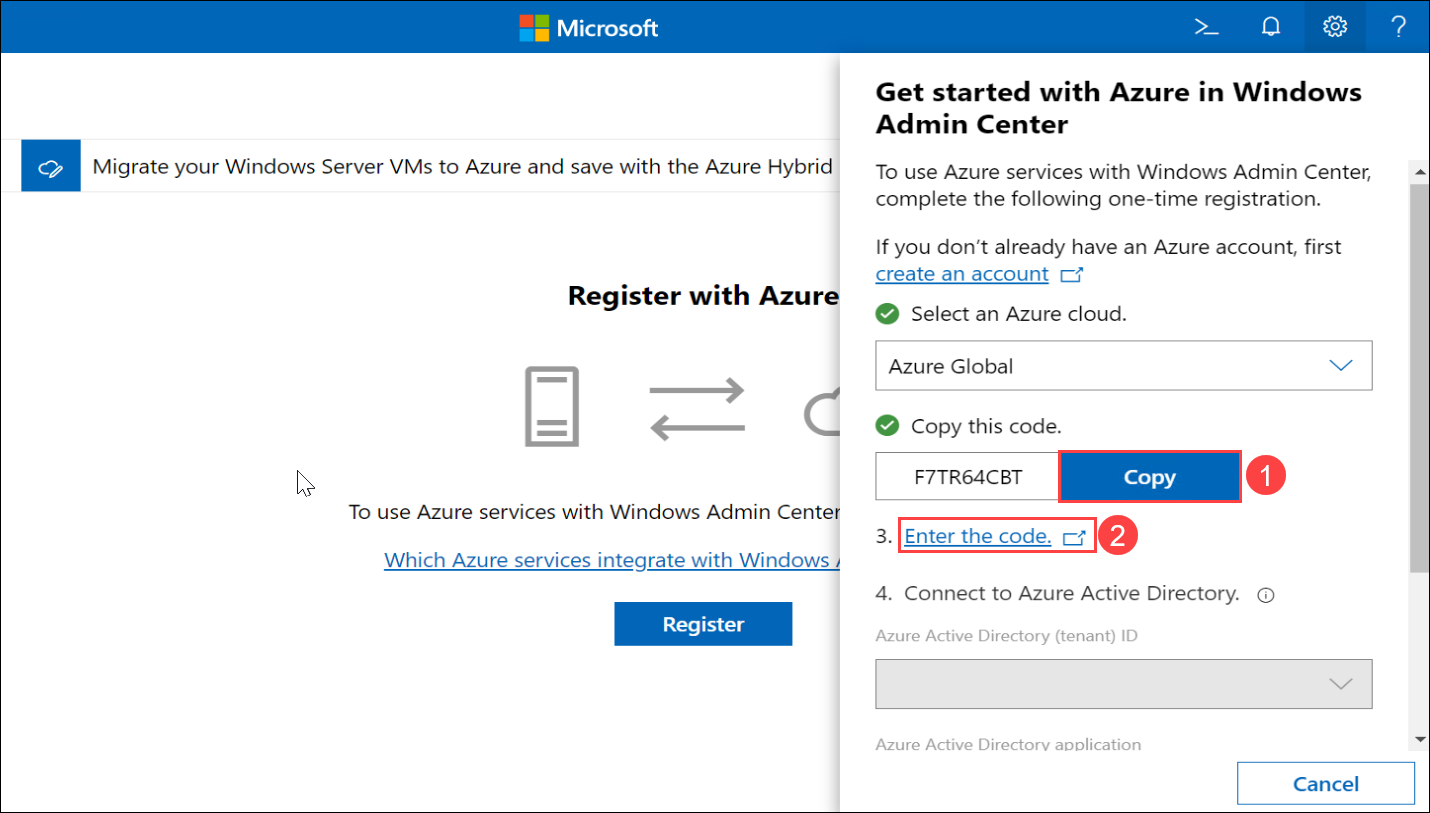 Microsoft
Migrate your Windows Server VMs to Azure and save with the Azure Hybrid
Register with Azure
To use Azure services with Windows Admin Center
Which Azure services integrate with Windows
Register
Get started with Azure in Windows
Admin Center
To use Azure services with Windows Admin Center,
complete the following one-time registration.
If you don’t already have an Azure account, first
create an account
Select an Azure cloud.
Azure Global
Copy this code.
F7TR64CBT
Copy
1
3. Enter the code.
2
4. Connect to Azure Active Directory.
Azure Active Directory (tenant) ID
Azure Active Directory application
Cancel